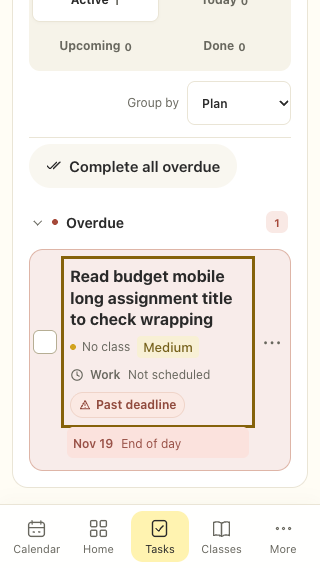 Active 1
Today 0
Upcoming 0
Done 0
Group by
Plan
Complete all overdue
Overdue
1
Read budget mobile
long assignment title
to check wrapping
No class
Medium
Work Not scheduled
Past deadline
Nov 19 End of day
Calendar
Home
Tasks
Classes
More